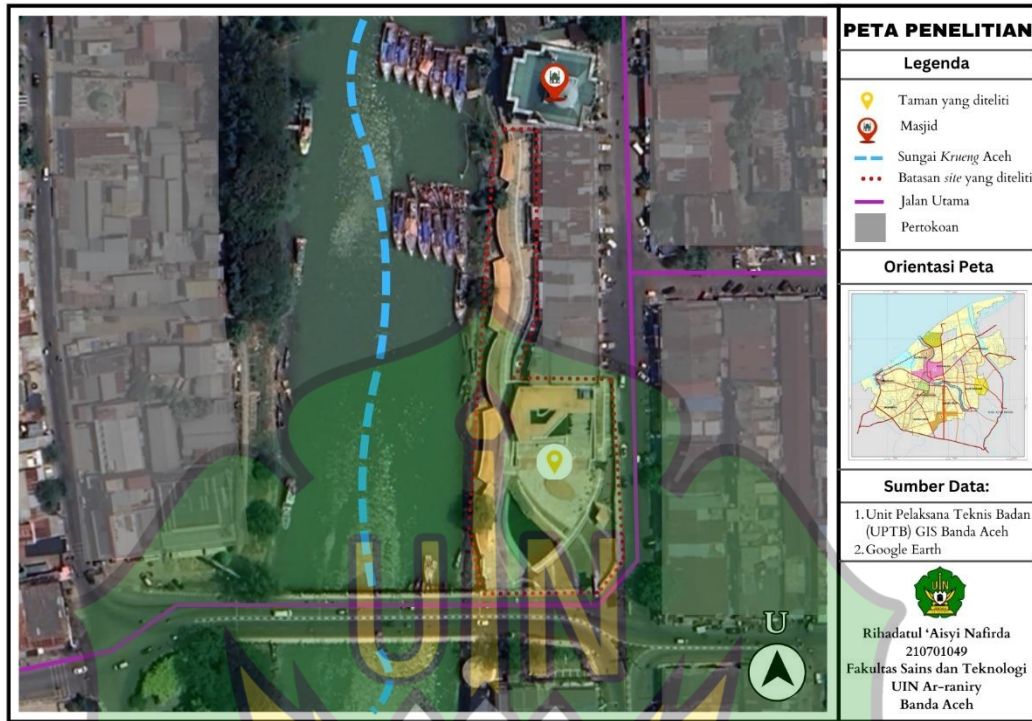 PETA PENELITIAN
Legenda
Taman yang diteliti
Masjid
Sungai Krueng Aceh
Batasan site yang diteliti
Jalan Utama
Pertokoan
Orientasi Peta
Sumber Data:
1. Unit Pelaksana Teknis Badan
(UPTB) GIS Banda Aceh
2. Google Earth
UIN
Rihadatul ‘Aisyi Nafirda
210701049
Fakultas Sains dan Teknologi
UIN Ar-raniry
Banda Aceh
U
UIN